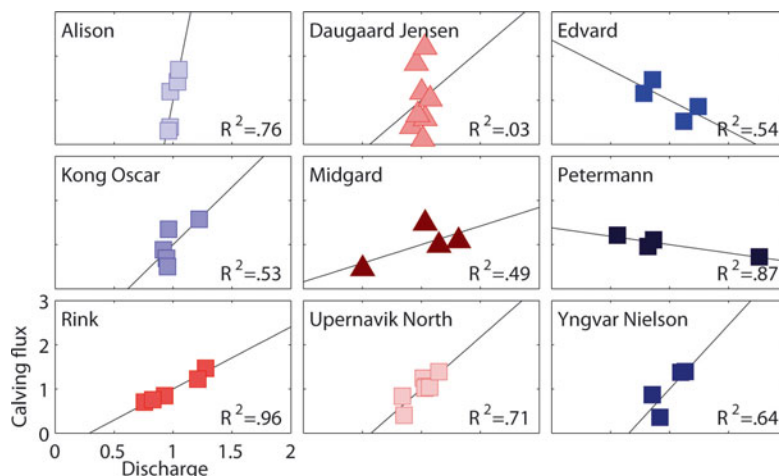 Alison
R²=.76
Daugaard Jensen
R²=.03
Edvard
R²=.54
Kong Oscar
R²=.53
Midgard
R²=.49
Petermann
R²=.87
Rink
R²=.96
Upernavik North
R²=.71
Yngvar Nielson
R²=.64
Calving flux
3
2
1
0
0 0.5 1 1.5 2
Discharge